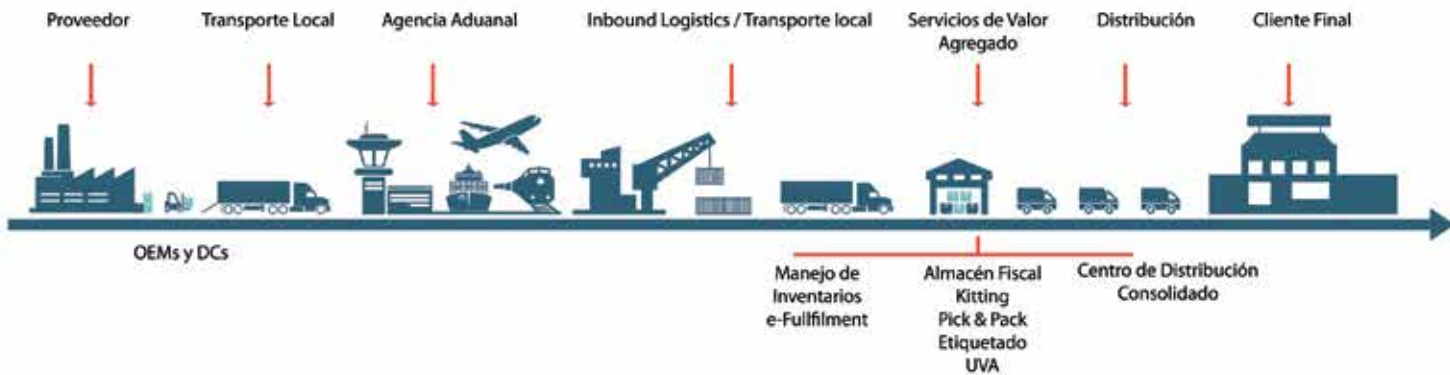 Proveedor
Transporte Local
Agencia Aduanal
Inbound Logistics / Transporte local
Servicios de Valor
Agregado
Distribución
Cliente Final
OEMs y DCs
Manejo de
Inventarios
e-Fullfilment
Almacén Fiscal
Kitting
Pick & Pack
Etiquetado
UVA
Centro de Distribución
Consolidado